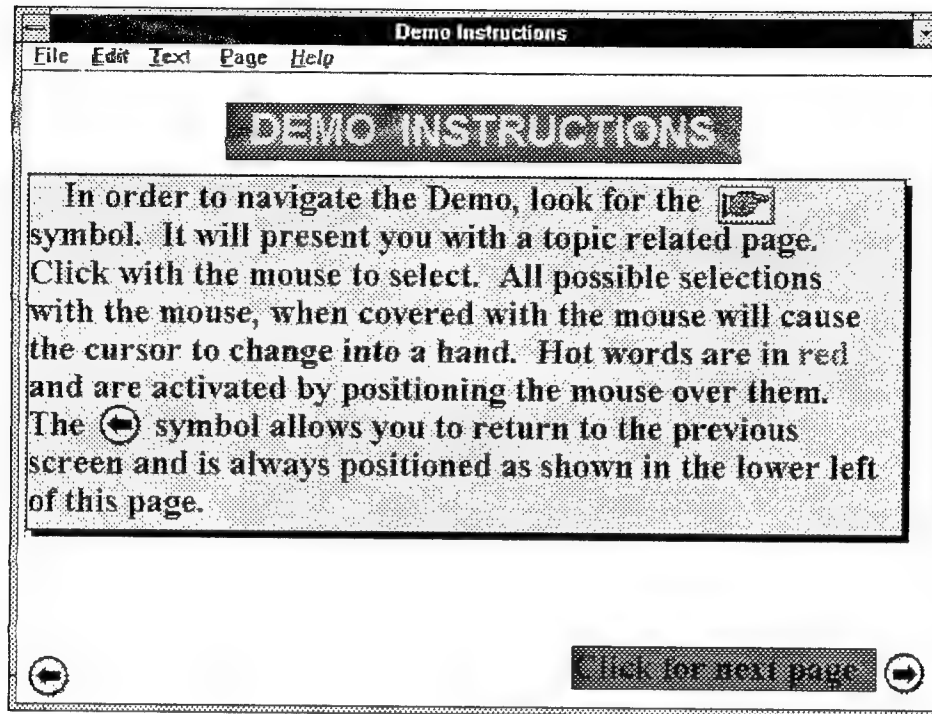 Demo Instructions
File Edit Text Page Help
DEMO INSTRUCTIONS
In order to navigate the Demo, look for the
symbol. It will present you with a topic related page.
Click with the mouse to select. All possible selections
with the mouse, when covered with the mouse will cause
the cursor to change into a hand. Hot words are in red
and are activated by positioning the mouse over them.
The symbol allows you to return to the previous
screen and is always positioned as shown in the lower left
of this page.
Click for next page